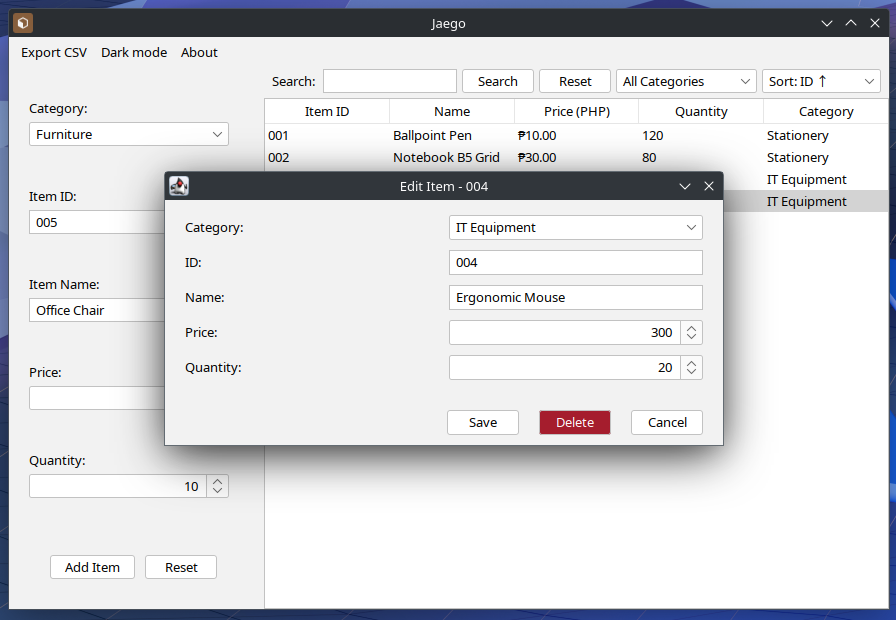 Jaego
Export CSV Dark mode About
Search: Search Reset All Categories Sort: ID ↑
Item ID Name Price (PHP) Quantity Category
001 Ballpoint Pen ₱10.00 120 Stationery
002 Notebook B5 Grid ₱30.00 80 Stationery
IT Equipment
IT Equipment
Category:
Furniture
Item ID:
005
Item Name:
Office Chair
Price:
Quantity:
10
Add Item Reset
Edit Item - 004
Category: IT Equipment
ID: 004
Name: Ergonomic Mouse
Price: 300
Quantity: 20
Save Delete Cancel